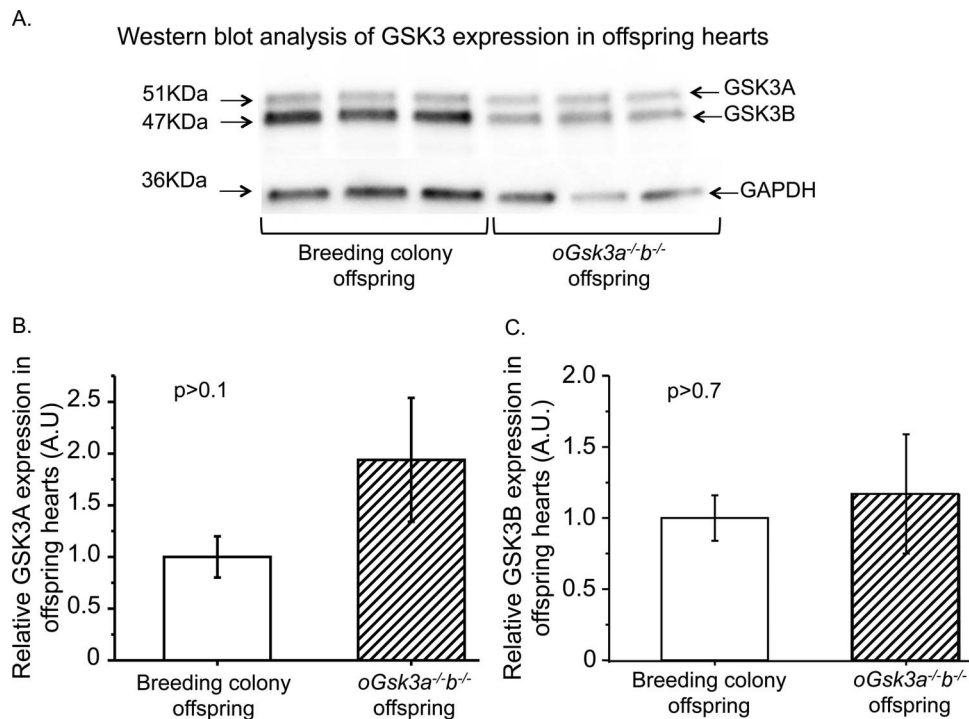 A.
Western blot analysis of GSK3 expression in offspring hearts
51KDa
GSK3A
47KDa
GSK3B
36KDa
GAPDH
Breeding colony
offspring
oGsk3a-/-b-/-
offspring
B.
Relative GSK3A expression in
offspring hearts (A.U)
p>0.1
2.5
2.0
1.5
1.0
0.5
0
Breeding colony
offspring
oGsk3a-/-b-/-
offspring
C.
Relative GSK3B expression in
offspring hearts (A.U.)
p>0.7
2.0
1.5
1.0
0.5
0
Breeding colony
offspring
oGsk3a-/-b-/-
offspring